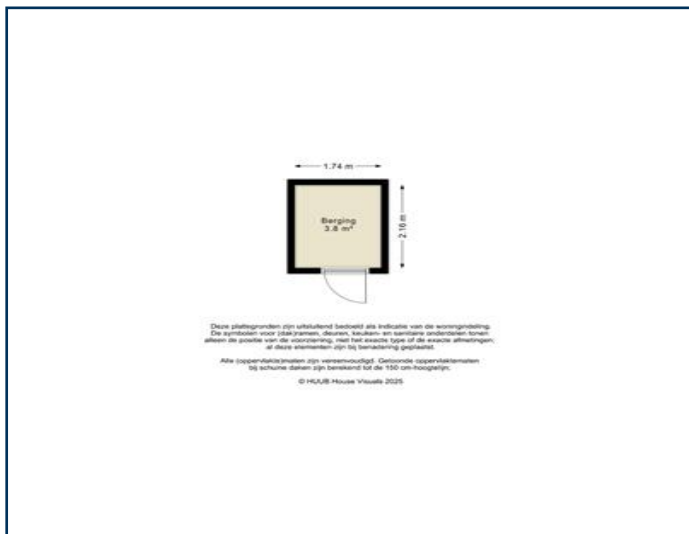 1.74 m
Berging
3.8 m²
2.16 m
Deze plattegronden zijn uitsluitend bedoeld als indicatie van de woningindeling.
De symbolen voor (dak)ramen, deuren, keuken- en sanitaire onderdelen tonen
alleen de positie van de voorziening, niet het exacte type of de exacte afmetingen;
al deze elementen zijn bij benadering geplaatst.
Alle (oppervlakte)maten zijn vereenvoudigd. Getoonde oppervlaktematen
bij schuine daken zijn berekend tot de 150 cm-hoogtelijn.
© HUUB House Visuals 2025